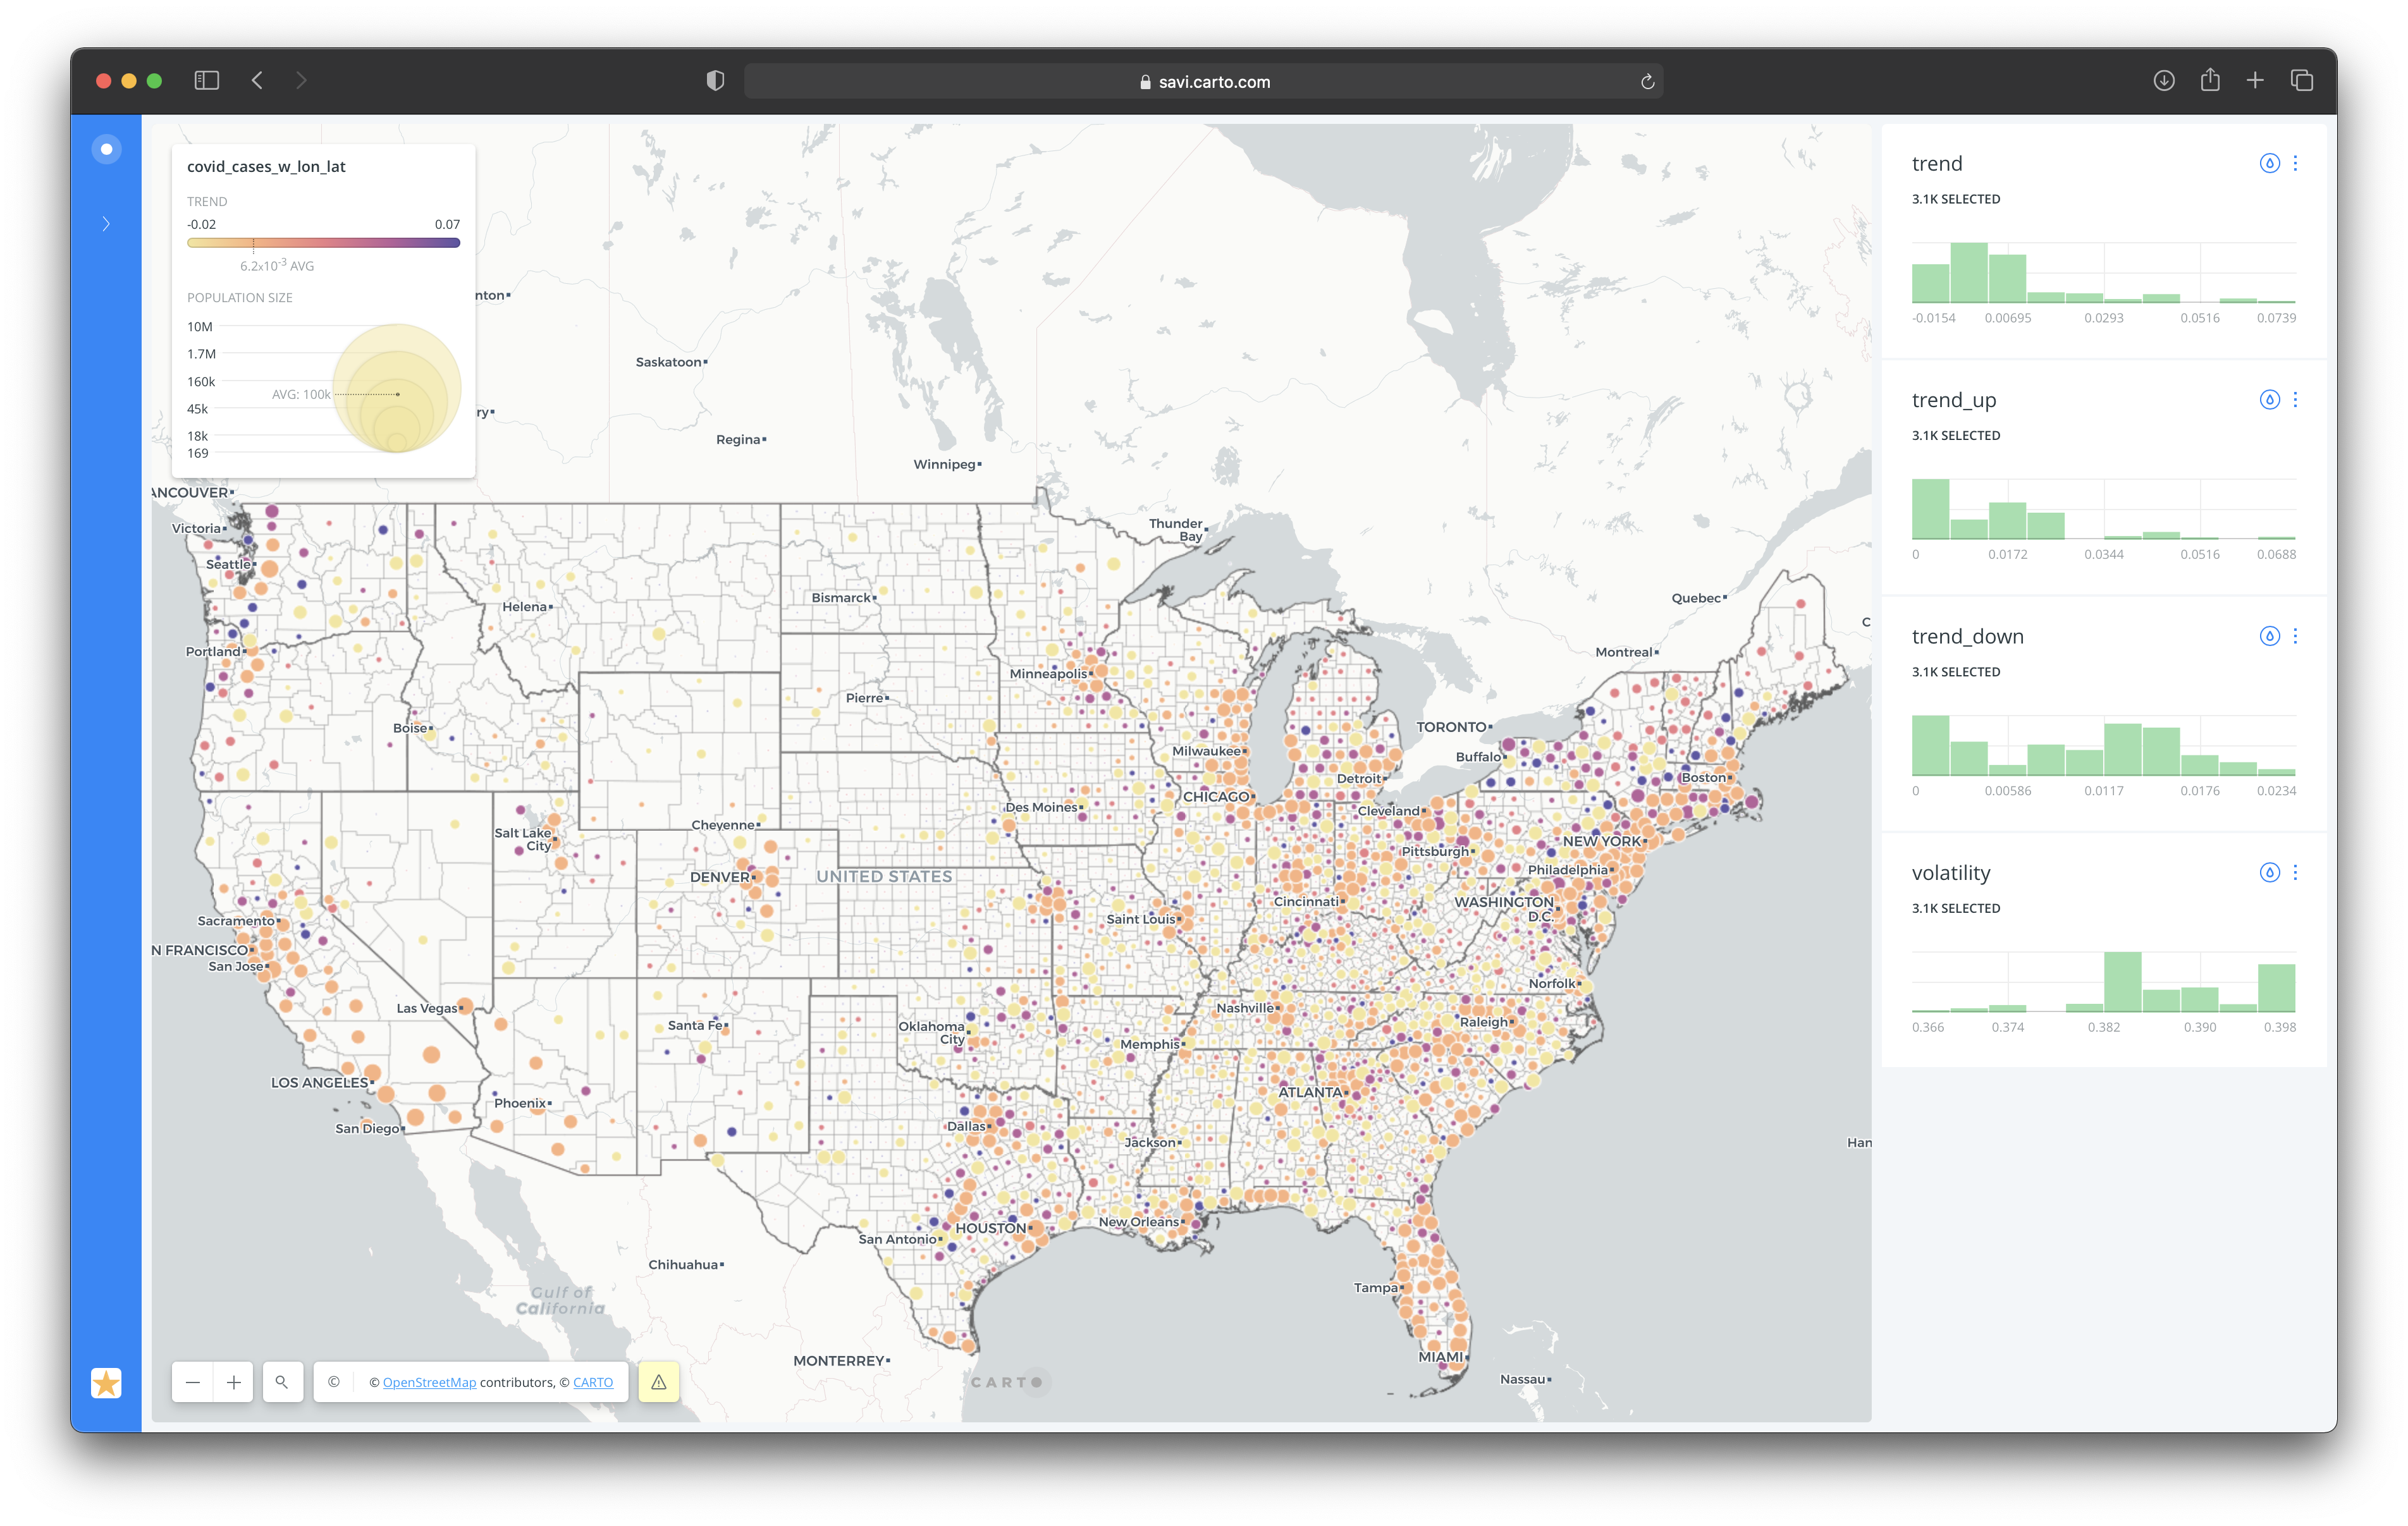 savi.carto.com
covid_cases_w_lon_lat
TREND
-0.02 0.07
6.2x10-3 AVG
POPULATION SIZE
10M
1.7M
160k
AVG: 100k
45k
18k
169
nton
Saskatoon
ry
Regina
Winnipeg
ANCOUVER
Victoria
Thunder
Bay
Seattle
Bismarck
Quebec
C
Helena
Portland
Montreal
Minneapolis
Pierre
Boise
TORONTO
Milwaukee
Buffalo
Detroit
Boston
CHICAGO
Des Moines
Cleveland
Cheyenne
Salt Lake
City
NEW YORK
Pittsburgh
Philadelphia
DENVER
UNITED STATES
Cincinnati
WASHINGTON
D.C.
Saint Louis
Sacramento
N FRANCISCO
San Jose
Norfolk
Las Vegas
Nashville
Raleigh
Santa Fe
Oklahoma
City
Memphis
LOS ANGELES
ATLANTA
Phoenix
San Diego
Dallas
Jackson
Han
HOUSTON
New Orleans
San Antonio
Chihuahua
Tampa
Gulf of
California
MONTERREY
MIAMI
Nassau
CARTO
© © OpenStreetMap contributors, © CARTO
trend
3.1K SELECTED
-0.0154 0.00695 0.0293 0.0516 0.0739
trend_up
3.1K SELECTED
0 0.0172 0.0344 0.0516 0.0688
trend_down
3.1K SELECTED
0 0.00586 0.0117 0.0176 0.0234
volatility
3.1K SELECTED
0.366 0.374 0.382 0.390 0.398